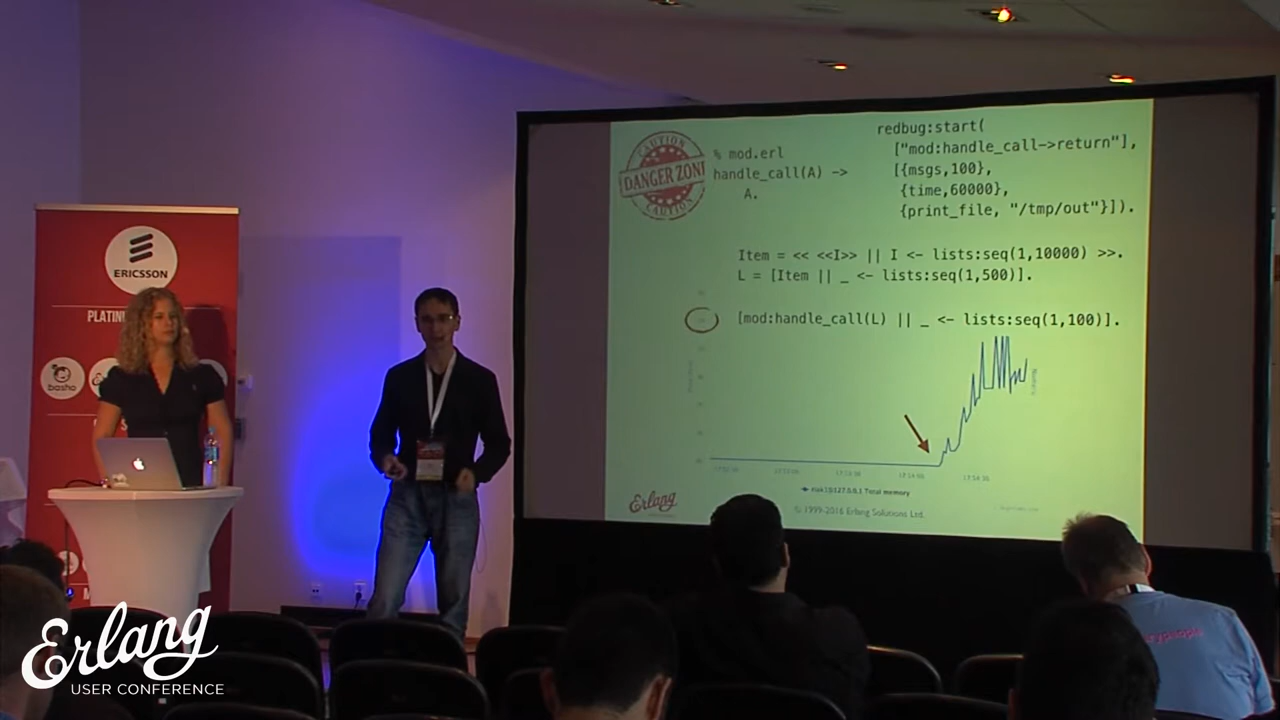 CAUTION
DANGER ZONE
CAUTION
% mod.erl
handle_call(A) ->
A.
redbug:start(
["mod:handle_call->return"],
[{msgs,100},
{time,60000},
{print_file, "/tmp/out"}]).
Item = << <<I>> || I <- lists:seq(1,10000) >>.
L = [Item || _ <- lists:seq(1,500)].
[mod:handle_call(L) || _ <- lists:seq(1,100)].
Total memory
Erlang
© 1999-2016 Erlang Solutions Ltd.
ERICSSON
PLATIN
basho
Erlang
USER CONFERENCE